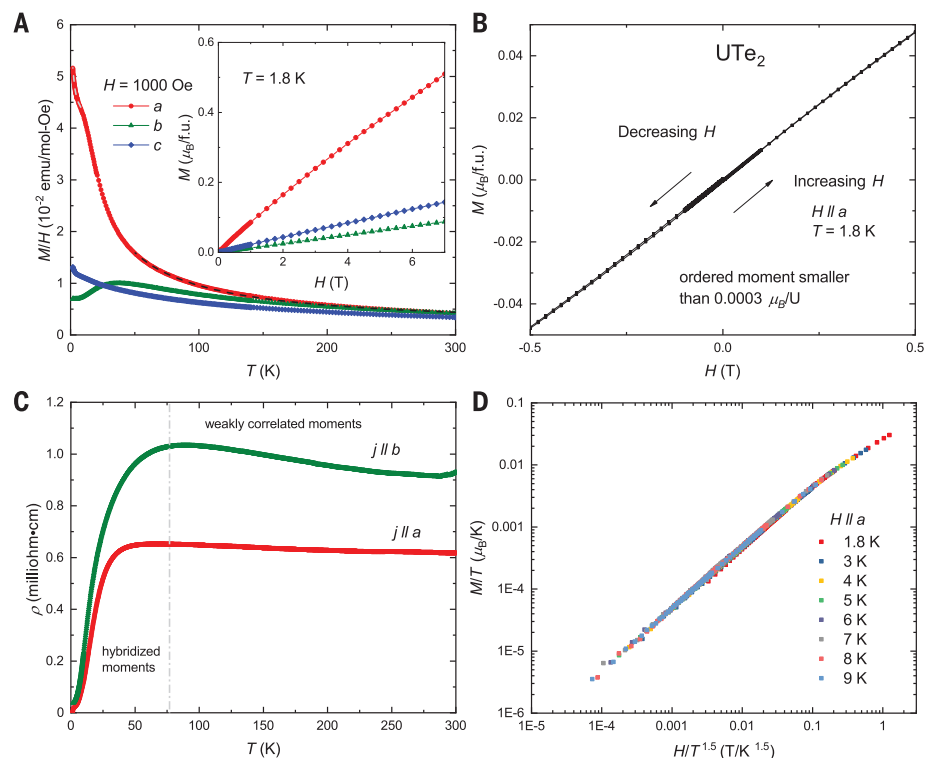 A
M/H (10⁻² emu/mol-Oe)
6
5
4
3
2
1
0
0 50 100 150 200 250 300
T (K)
H = 1000 Oe
a
b
c
T = 1.8 K
M (μB/f.u.)
0.6
0.4
0.2
0.0
0 2 4 6
H (T)
B
UTe₂
M (μB/f.u.)
0.04
0.02
0.00
-0.02
-0.04
Decreasing H
Increasing H
H // a
T = 1.8 K
ordered moment smaller
than 0.0003 μB/U
-0.5 0.0 0.5
H (T)
C
ρ (milliohm•cm)
1.2
1.0
0.8
0.6
0.4
0.2
0
weakly correlated moments
j // b
j // a
hybridized
moments
0 50 100 150 200 250 300
T (K)
D
M/T (μB/K)
0.1
0.01
0.001
1E-4
1E-5
1E-6
H // a
1.8 K
3 K
4 K
5 K
6 K
7 K
8 K
9 K
1E-5 1E-4 0.001 0.01 0.1 1
H/T¹·⁵ (T/K¹·⁵)